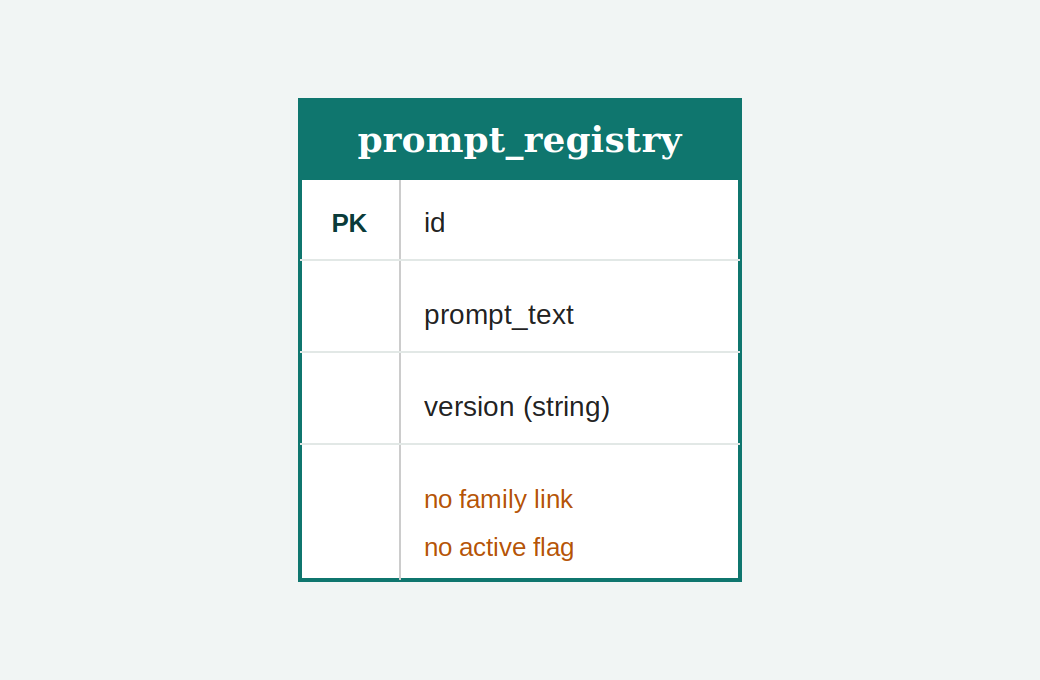 prompt_registry
PK id
prompt_text
version (string)
no family link
no active flag